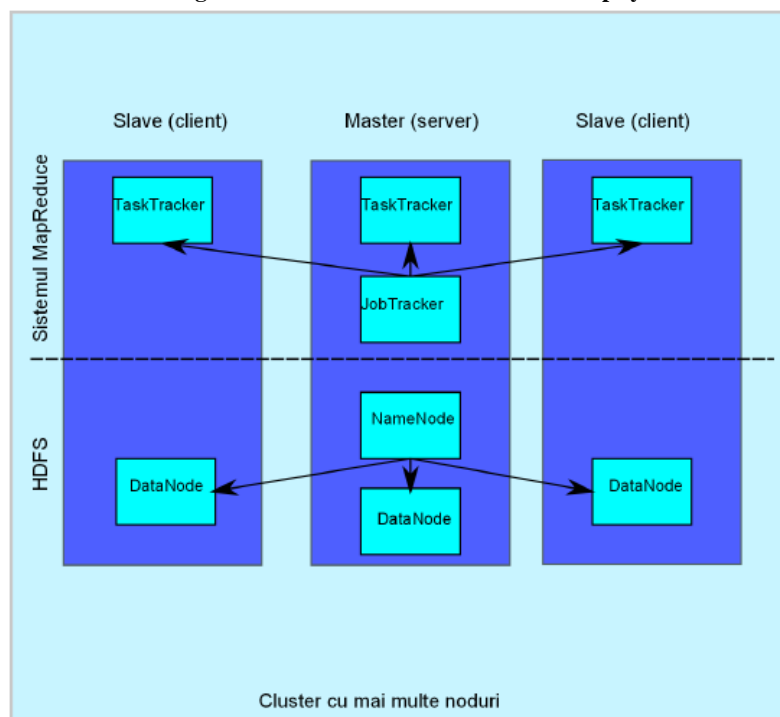 Slave (client) Master (server) Slave (client)
Sistemul MapReduce
TaskTracker TaskTracker TaskTracker
JobTracker
HDFS
NameNode
DataNode DataNode
DataNode
Cluster cu mai multe noduri